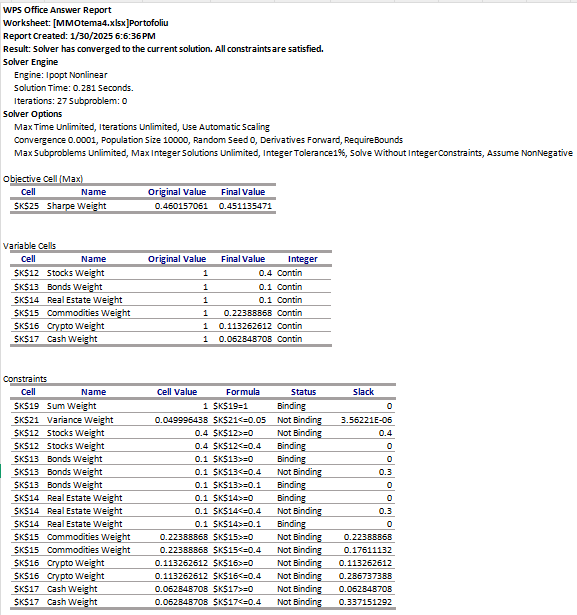 WPS Office Answer Report
Worksheet: [MMOtema4.xlsx]Portofoliu
Report Created: 1/30/2025 6:6:36 PM
Result: Solver has converged to the current solution. All constraints are satisfied.
Solver Engine
Engine: Ipopt Nonlinear
Solution Time: 0.281 Seconds.
Iterations: 27 Subproblem: 0
Solver Options
Max Time Unlimited, Iterations Unlimited, Use Automatic Scaling
Convergence 0.0001, Population Size 10000, Random Seed 0, Derivatives Forward, RequireBounds
Max Subproblems Unlimited, Max Integer Solutions Unlimited, Integer Tolerance1%, Solve Without IntegerConstraints, Assume NonNegative
Objective Cell (Max)
Cell Name Original Value Final Value
$K$25 Sharpe Weight 0.460157061 0.451135471
Variable Cells
Cell Name Original Value Final Value Integer
$K$12 Stocks Weight 1 0.4 Contin
$K$13 Bonds Weight 1 0.1 Contin
$K$14 Real Estate Weight 1 0.1 Contin
$K$15 Commodities Weight 1 0.22388868 Contin
$K$16 Crypto Weight 1 0.113262612 Contin
$K$17 Cash Weight 1 0.062848708 Contin
Constraints
Cell Name Cell Value Formula Status Slack
$K$19 Sum Weight 1 $K$19=1 Binding 0
$K$21 Variance Weight 0.049996438 $K$21<=0.05 Not Binding 3.56221E-06
$K$12 Stocks Weight 0.4 $K$12>=0 Not Binding 0.4
$K$12 Stocks Weight 0.4 $K$12<=0.4 Binding 0
$K$13 Bonds Weight 0.1 $K$13>=0 Binding 0
$K$13 Bonds Weight 0.1 $K$13<=0.4 Not Binding 0.3
$K$13 Bonds Weight 0.1 $K$13>=0.1 Binding 0
$K$14 Real Estate Weight 0.1 $K$14>=0 Binding 0
$K$14 Real Estate Weight 0.1 $K$14<=0.4 Not Binding 0.3
$K$14 Real Estate Weight 0.1 $K$14>=0.1 Binding 0
$K$15 Commodities Weight 0.22388868 $K$15>=0 Not Binding 0.22388868
$K$15 Commodities Weight 0.22388868 $K$15<=0.4 Not Binding 0.17611132
$K$16 Crypto Weight 0.113262612 $K$16>=0 Not Binding 0.113262612
$K$16 Crypto Weight 0.113262612 $K$16<=0.4 Not Binding 0.286737388
$K$17 Cash Weight 0.062848708 $K$17>=0 Not Binding 0.062848708
$K$17 Cash Weight 0.062848708 $K$17<=0.4 Not Binding 0.337151292